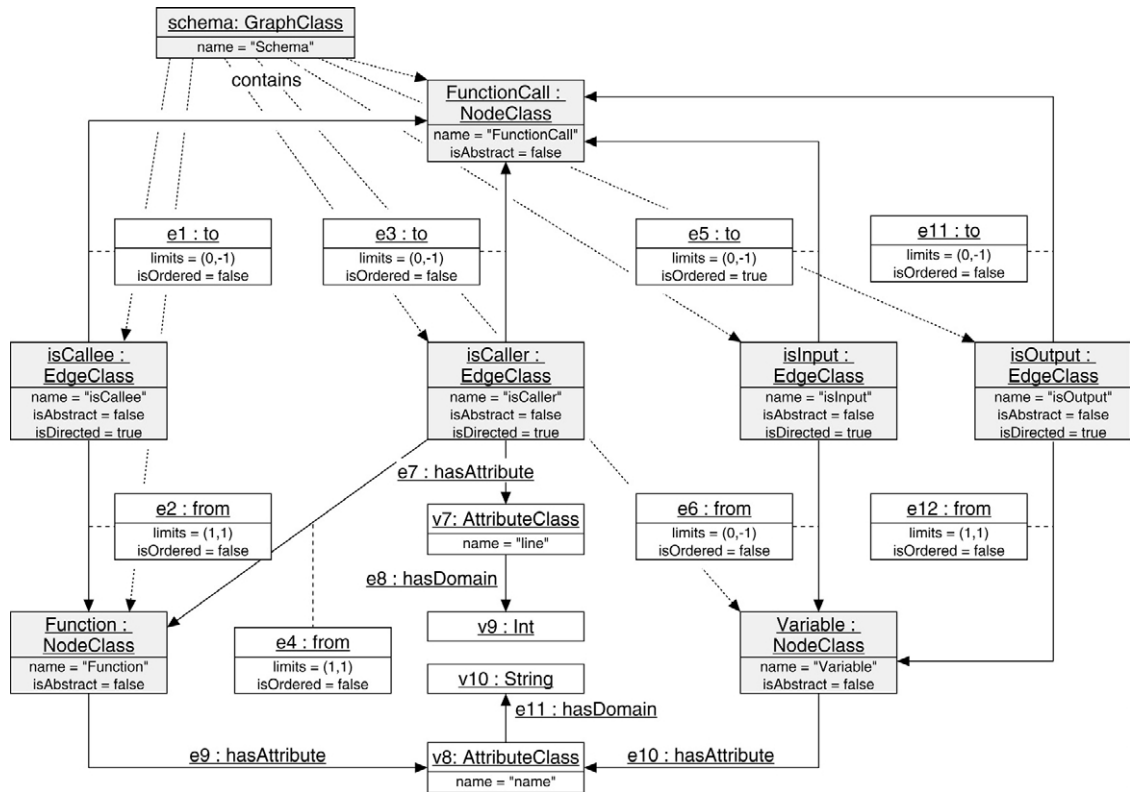 schema: GraphClass
name = "Schema"
contains
FunctionCall :
NodeClass
name = "FunctionCall"
isAbstract = false
e1 : to
limits = (0,-1)
isOrdered = false
e3 : to
limits = (0,-1)
isOrdered = false
e5 : to
limits = (0,-1)
isOrdered = true
e11 : to
limits = (0,-1)
isOrdered = false
isCallee :
EdgeClass
name = "isCallee"
isAbstract = false
isDirected = true
isCaller :
EdgeClass
name = "isCaller"
isAbstract = false
isDirected = true
isInput :
EdgeClass
name = "isInput"
isAbstract = false
isDirected = true
isOutput :
EdgeClass
name = "isOutput"
isAbstract = false
isDirected = true
e7 : hasAttribute
e2 : from
limits = (1,1)
isOrdered = false
v7: AttributeClass
name = "line"
e6 : from
limits = (0,-1)
isOrdered = false
e12 : from
limits = (1,1)
isOrdered = false
e8 : hasDomain
Function :
NodeClass
name = "Function"
isAbstract = false
e4 : from
limits = (1,1)
isOrdered = false
v9 : Int
v10 : String
Variable :
NodeClass
name = "Variable"
isAbstract = false
e11 : hasDomain
e9 : hasAttribute
v8: AttributeClass
name = "name"
e10 : hasAttribute